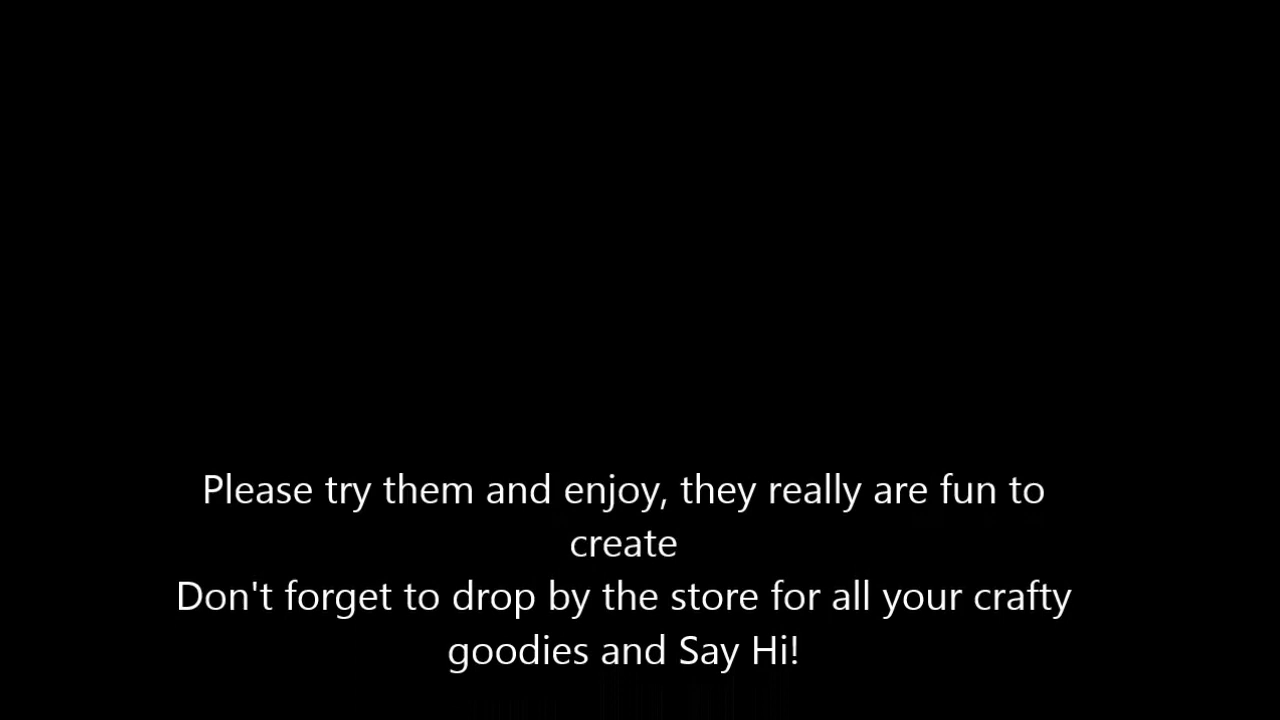 Please try them and enjoy, they really are fun to
create
Don't forget to drop by the store for all your crafty
goodies and Say Hi!